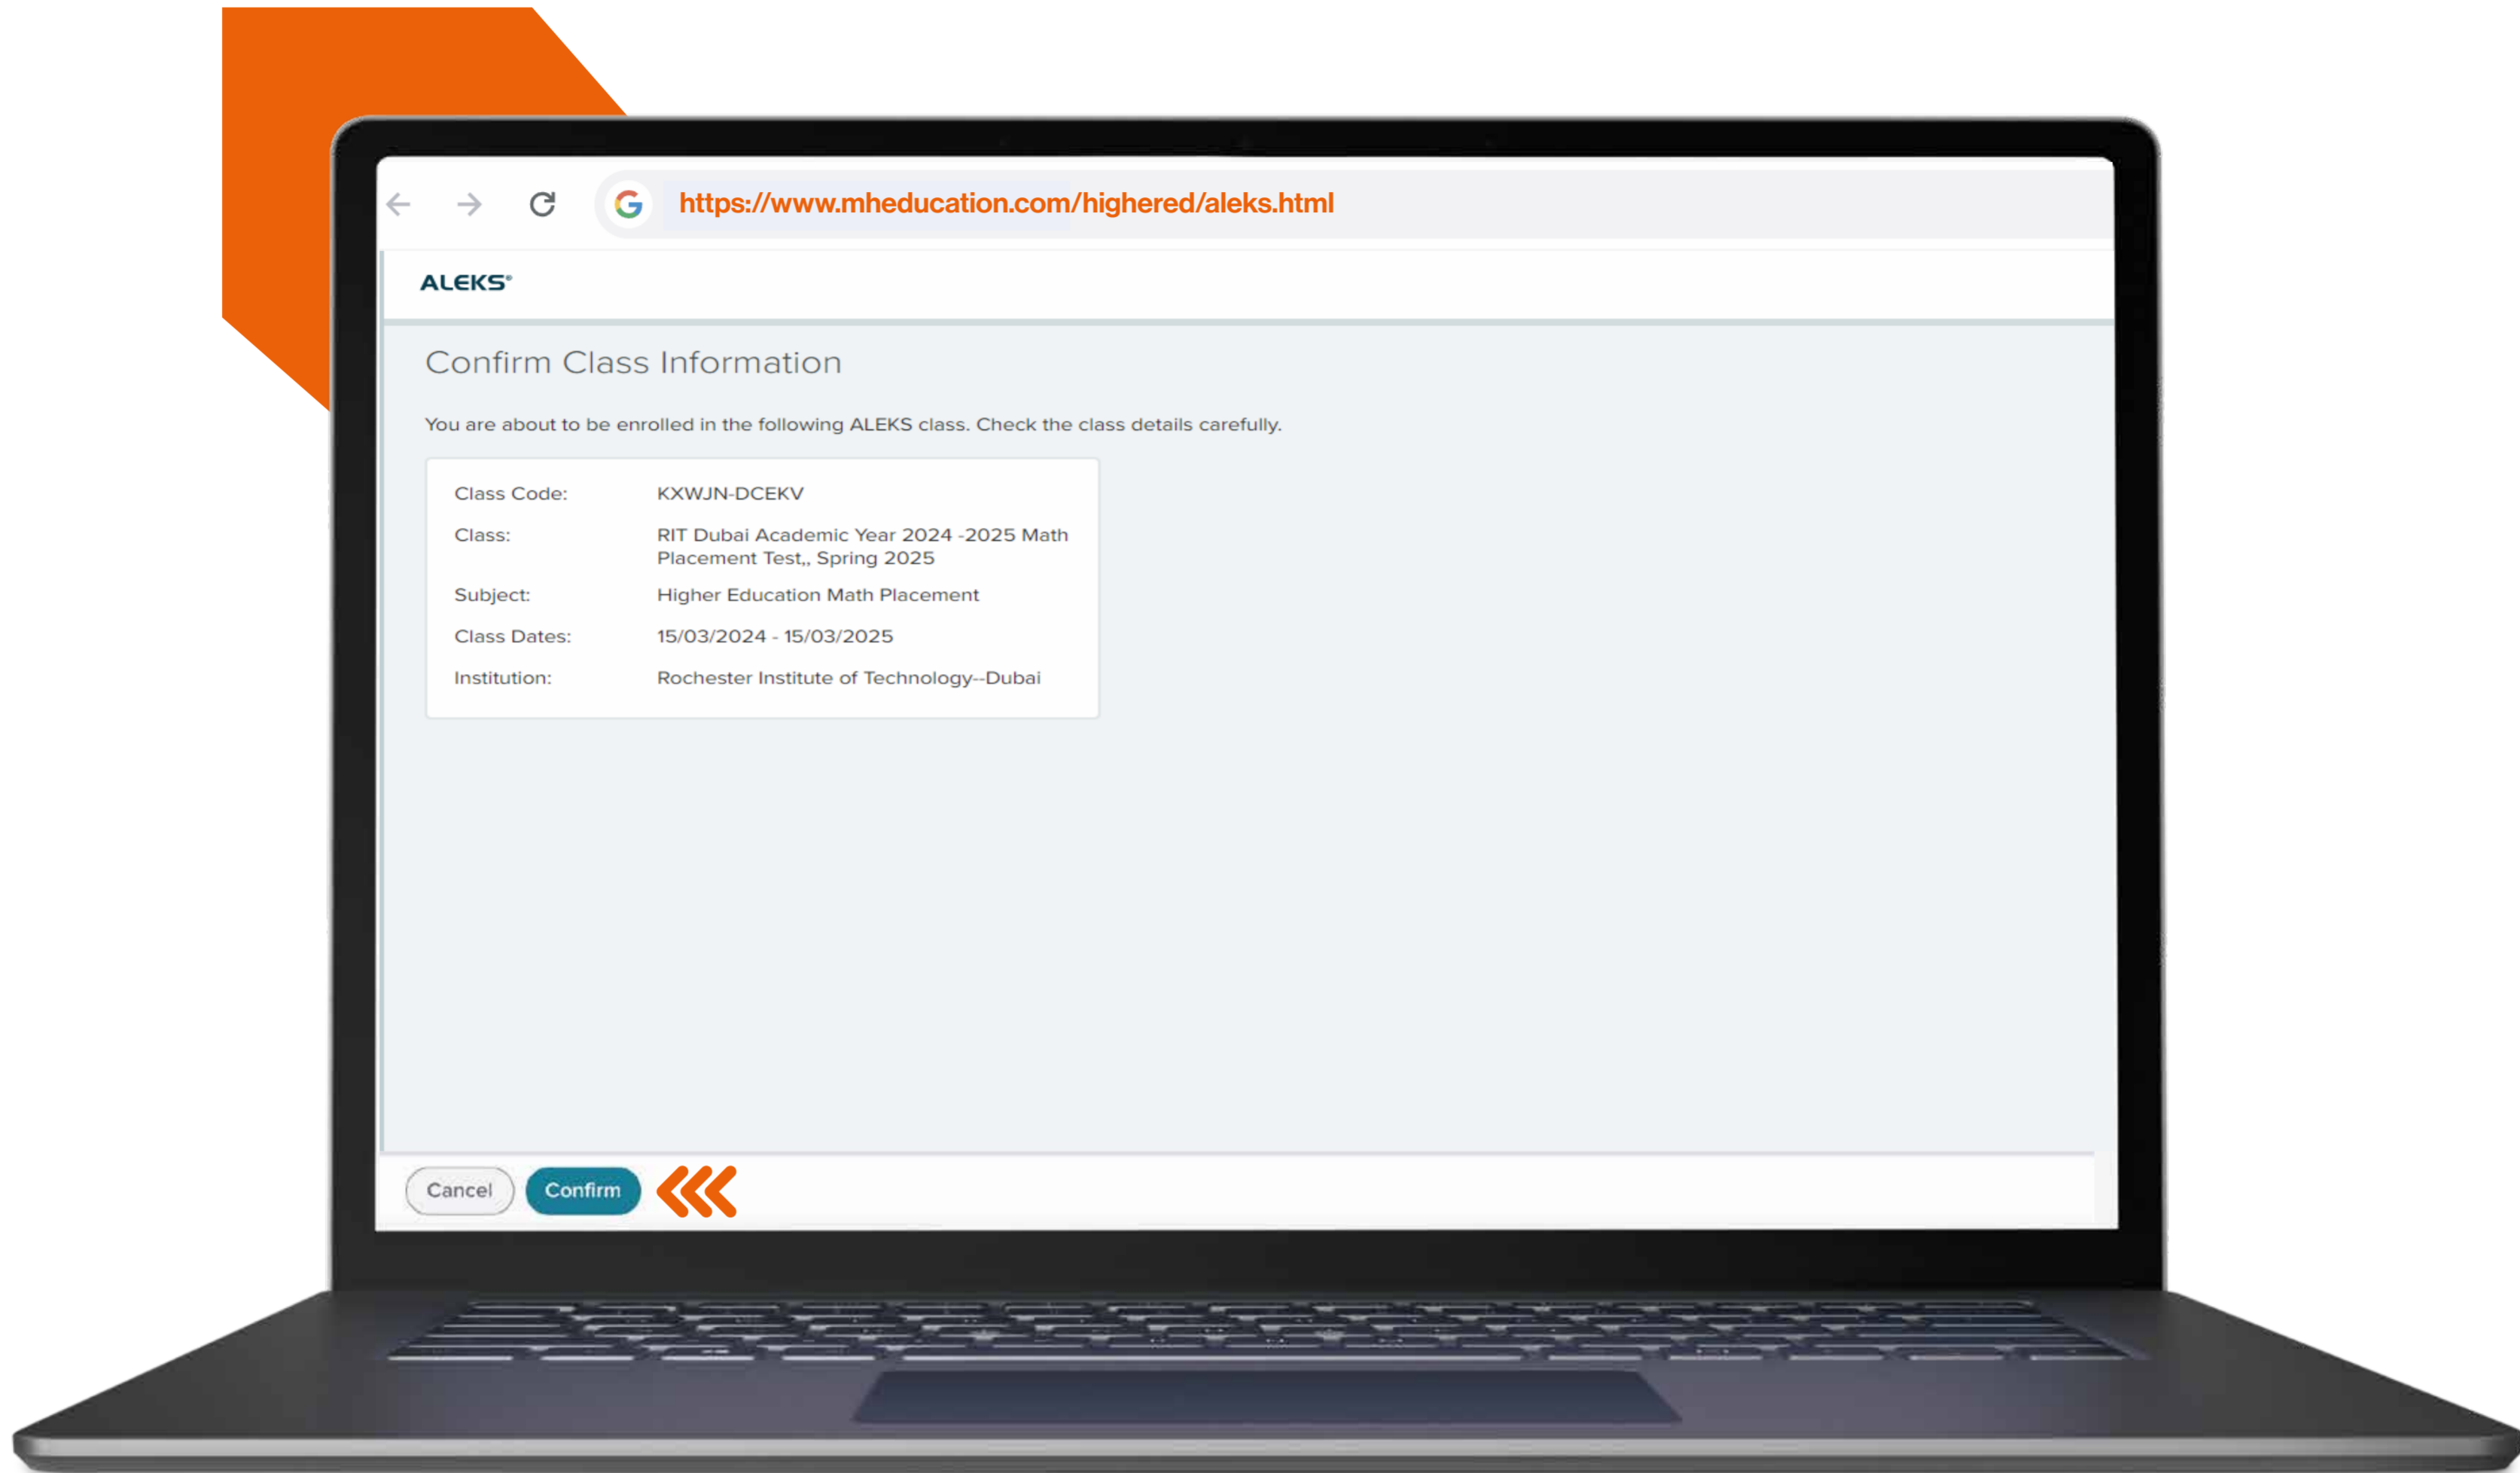 https://www.mheducation.com/highered/aleks.html
ALEKS®
Confirm Class Information
You are about to be enrolled in the following ALEKS class. Check the class details carefully.
Class Code: KXWJN-DCEKV
Class: RIT Dubai Academic Year 2024 -2025 Math
Placement Test,, Spring 2025
Subject: Higher Education Math Placement
Class Dates: 15/03/2024 - 15/03/2025
Institution: Rochester Institute of Technology--Dubai
Cancel Confirm